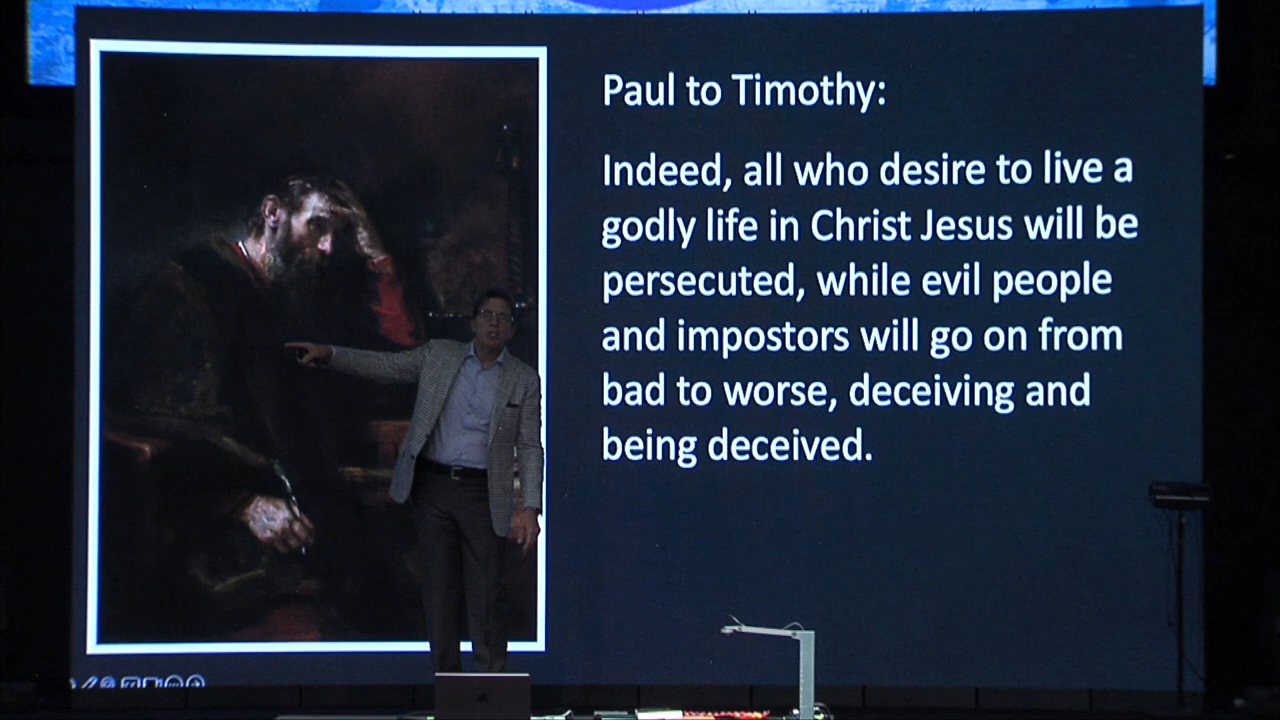 Paul to Timothy:
Indeed, all who desire to live a
godly life in Christ Jesus will be
persecuted, while evil people
and impostors will go on from
bad to worse, deceiving and
being deceived.